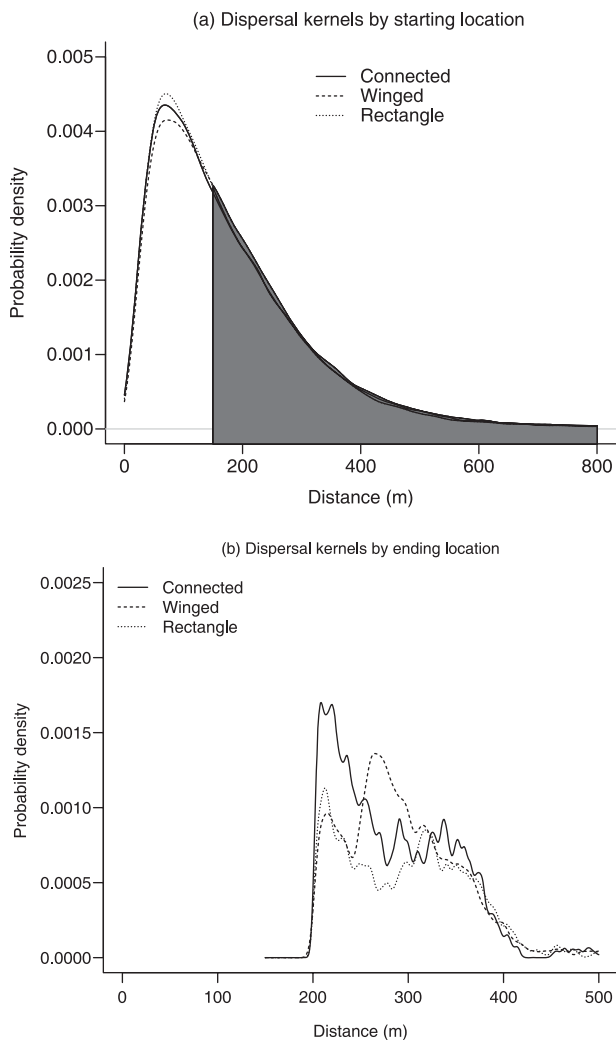 (a) Dispersal kernels by starting location
0.005
Connected
Winged
Rectangle
0.004
0.003
0.002
0.001
0.000
Probability density
0 200 400 600 800
Distance (m)
(b) Dispersal kernels by ending location
0.0025
Connected
Winged
Rectangle
0.0020
0.0015
0.0010
0.0005
0.0000
Probability density
0 100 200 300 400 500
Distance (m)